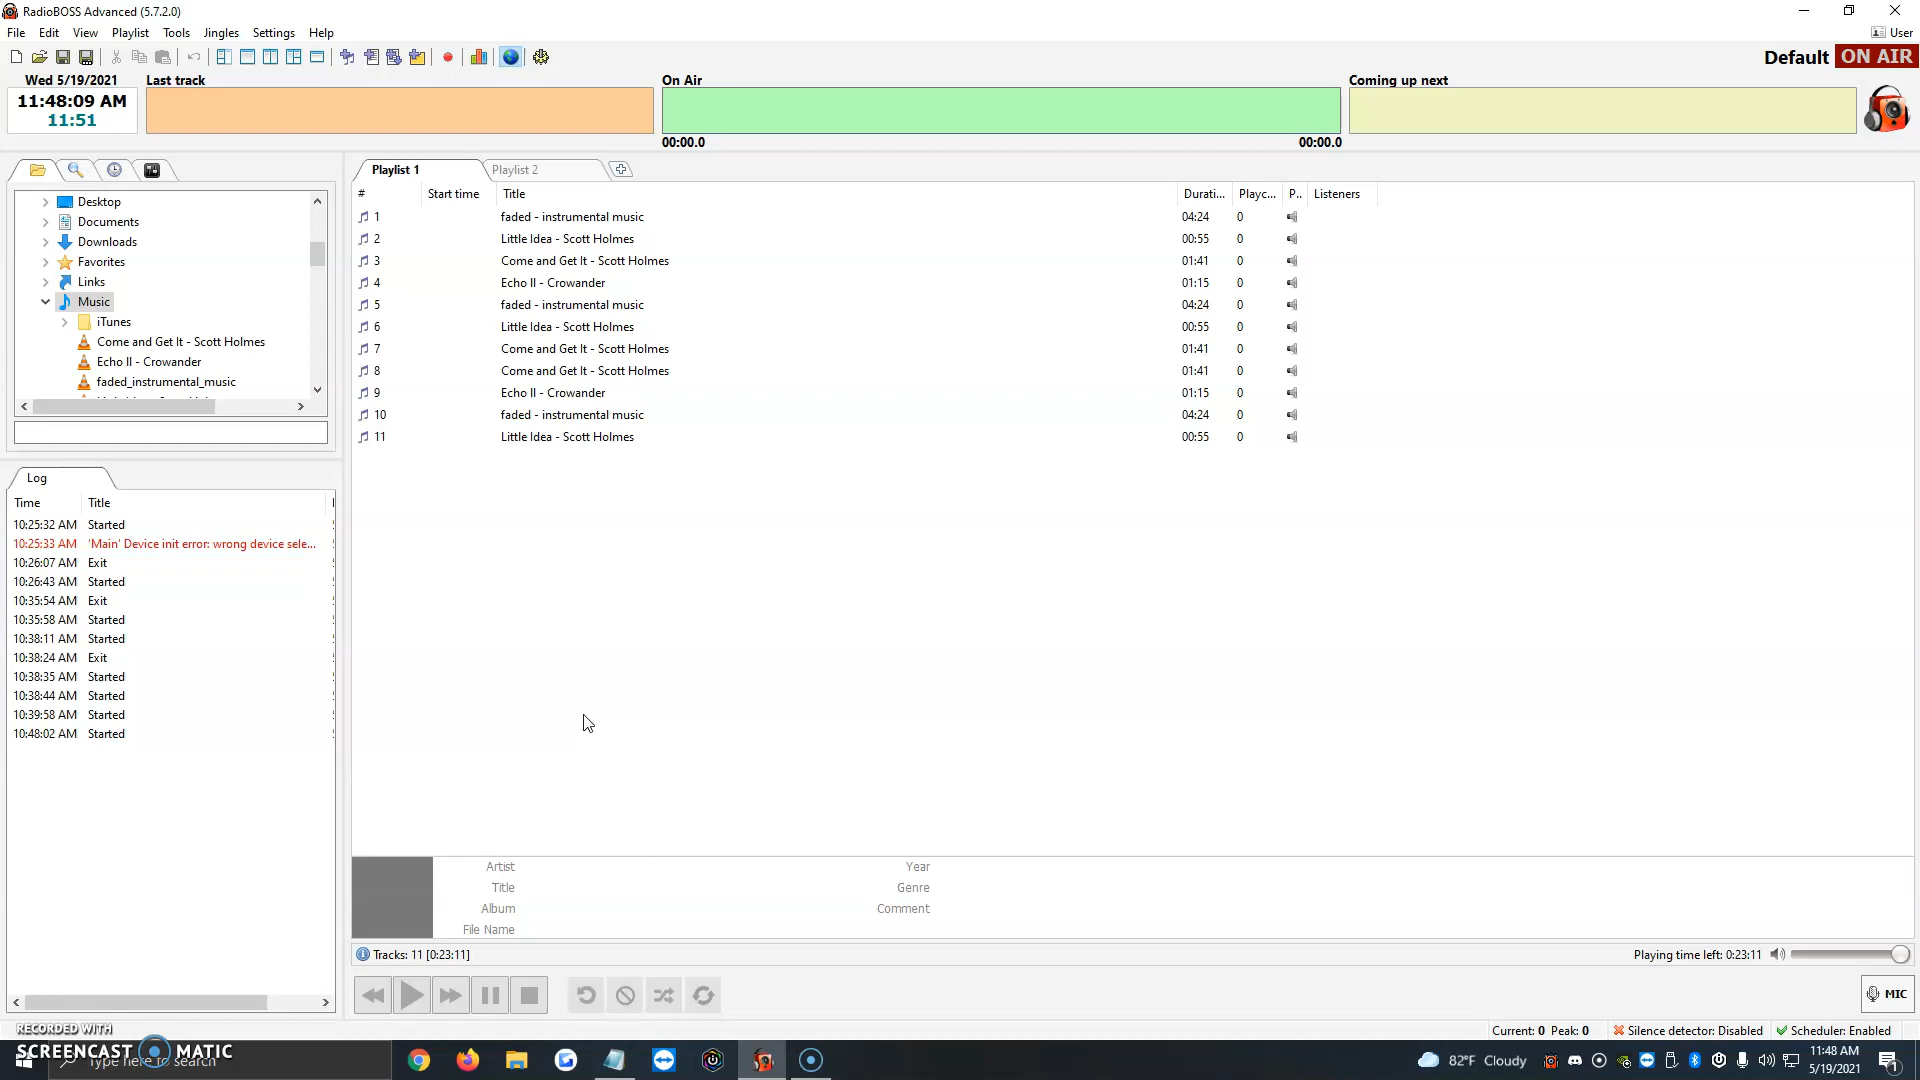 RadioBOSS Advanced (5.7.2.0)
File Edit View Playlist Tools Jingles Settings Help
User
Default ON AIR
Wed 5/19/2021 Last track On Air Coming up next
11:48:09 AM
11:51
00:00.0 00:00.0
Playlist 1 Playlist 2
# Start time Title Durati... Playc... P.. Listeners
Desktop
Documents
Downloads
Favorites
Links
Music
iTunes
Come and Get It - Scott Holmes
Echo II - Crowander
faded_instrumental_music
1 faded - instrumental music 04:24 0
2 Little Idea - Scott Holmes 00:55 0
3 Come and Get It - Scott Holmes 01:41 0
4 Echo II - Crowander 01:15 0
5 faded - instrumental music 04:24 0
6 Little Idea - Scott Holmes 00:55 0
7 Come and Get It - Scott Holmes 01:41 0
8 Come and Get It - Scott Holmes 01:41 0
9 Echo II - Crowander 01:15 0
10 faded - instrumental music 04:24 0
11 Little Idea - Scott Holmes 00:55 0
Log
Time Title
10:25:32 AM Started
10:25:33 AM 'Main' Device init error: wrong device sele...
10:26:07 AM Exit
10:26:43 AM Started
10:35:54 AM Exit
10:35:58 AM Started
10:38:11 AM Started
10:38:24 AM Exit
10:38:35 AM Started
10:38:44 AM Started
10:39:58 AM Started
10:48:02 AM Started
Artist Year
Title Genre
Album Comment
File Name
Tracks: 11 [0:23:11] Playing time left: 0:23:11
MIC
Current: 0 Peak: 0 Silence detector: Disabled Scheduler: Enabled
RECORDED WITH
SCREENCAST MATIC
Type here to search
82°F Cloudy
11:48 AM
5/19/2021
1